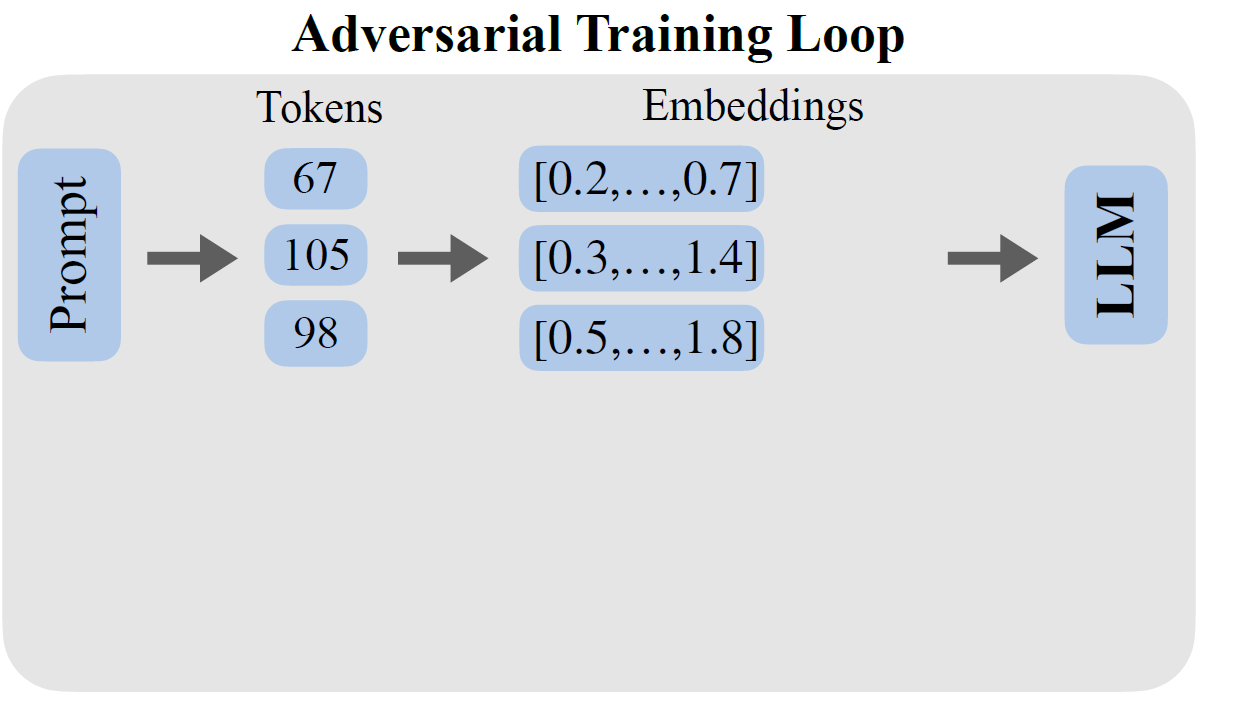 Adversarial Training Loop
Tokens
Embeddings
Prompt
67
105
98
[0.2,…,0.7]
[0.3,…,1.4]
[0.5,…,1.8]
LLM